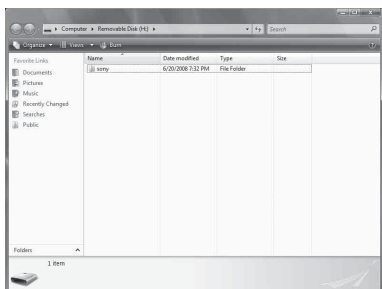 Computer ▸ Removable Disk (H:) ▸ Search
Organize Views Burn
Favorite Links
Documents
Pictures
Music
Recently Changed
Searches
Public
Folders
Name Date modified Type Size
sony 6/20/2008 7:32 PM File Folder
1 item